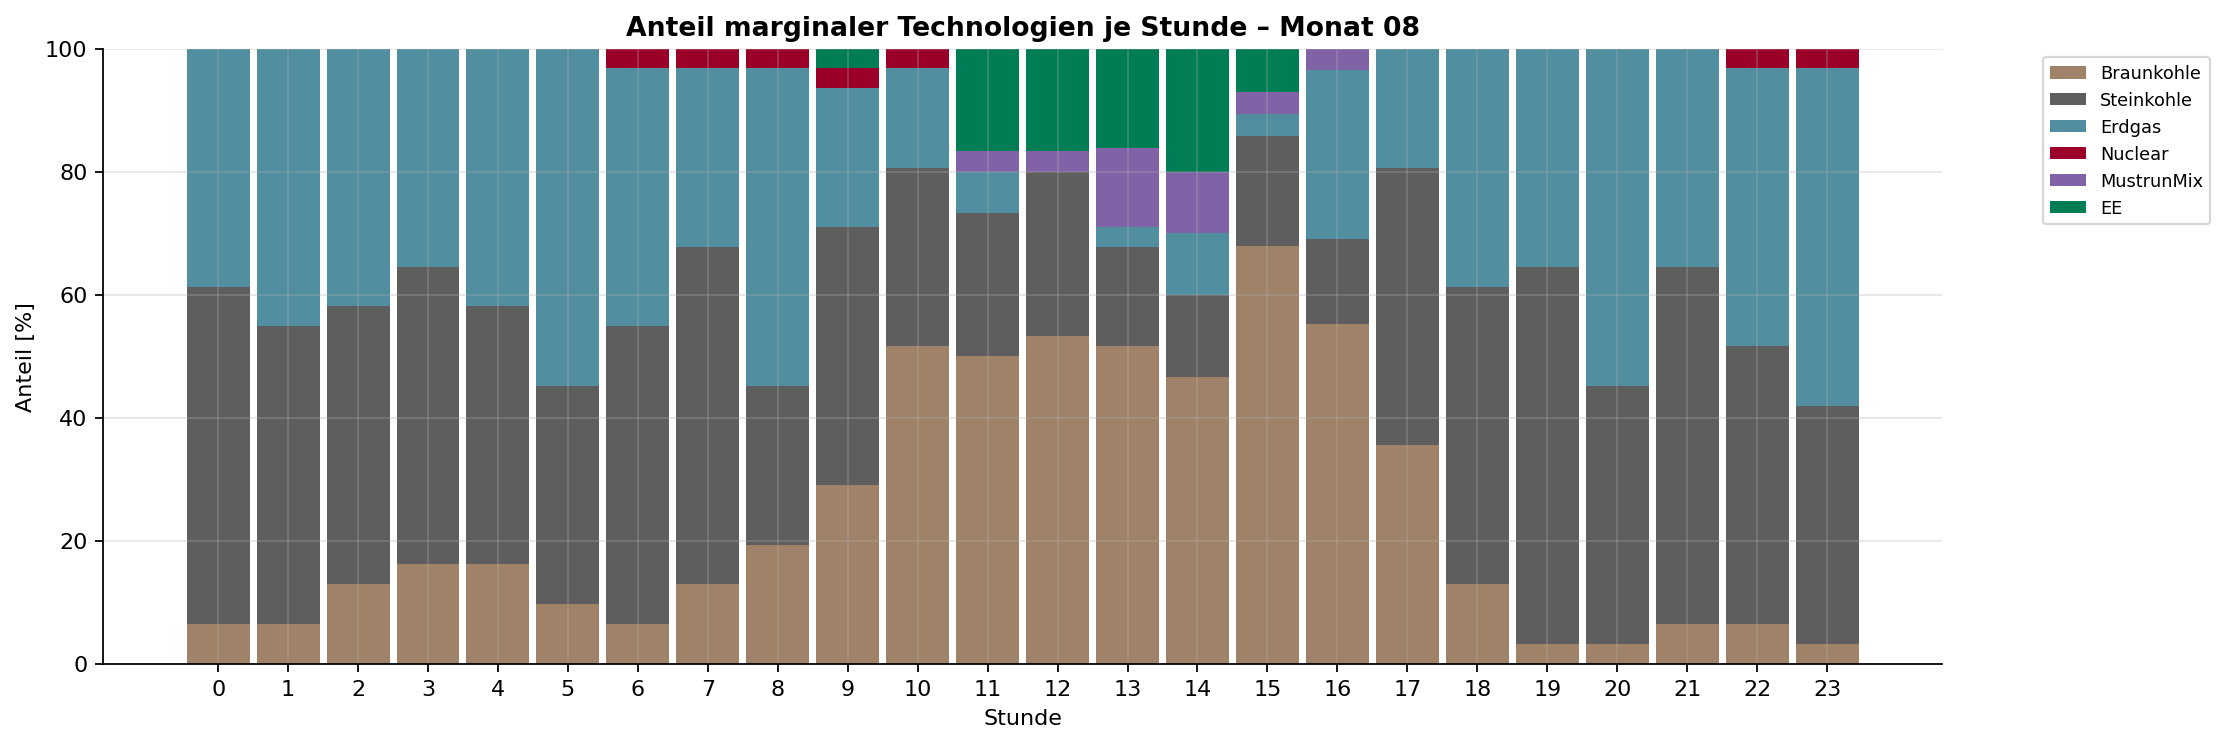 Anteil marginaler Technologien je Stunde – Monat 08
Anteil [%]
100
80
60
40
20
0
0 1 2 3 4 5 6 7 8 9 10 11 12 13 14 15 16 17 18 19 20 21 22 23
Stunde
Braunkohle
Steinkohle
Erdgas
Nuclear
MustrunMix
EE